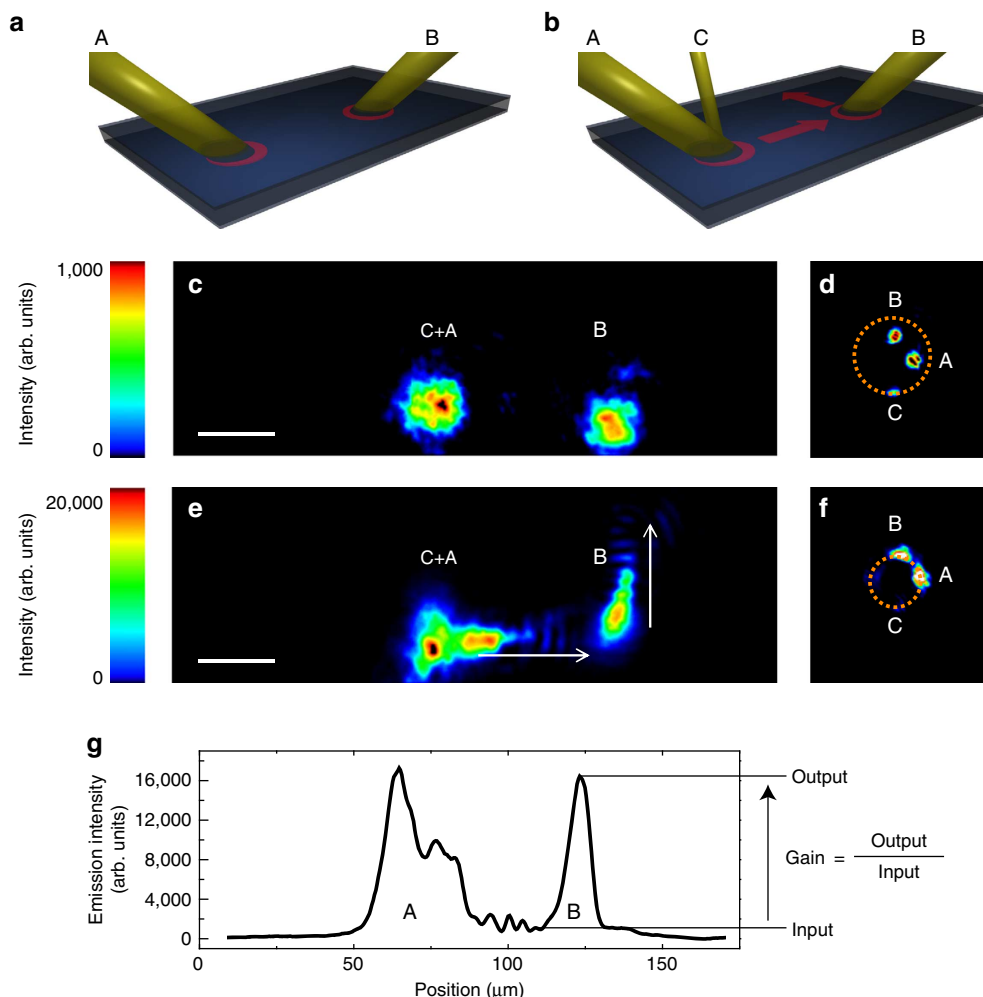 a
A
B
b
A
C
B
Intensity (arb. units)
1,000
0
c
C+A
B
d
B
A
C
Intensity (arb. units)
20,000
0
e
C+A
B
f
B
A
C
g
Emission intensity
(arb. units)
16,000
12,000
8,000
4,000
0
A
B
0
50
100
150
Position (μm)
Output
Gain = Output
Input
Input